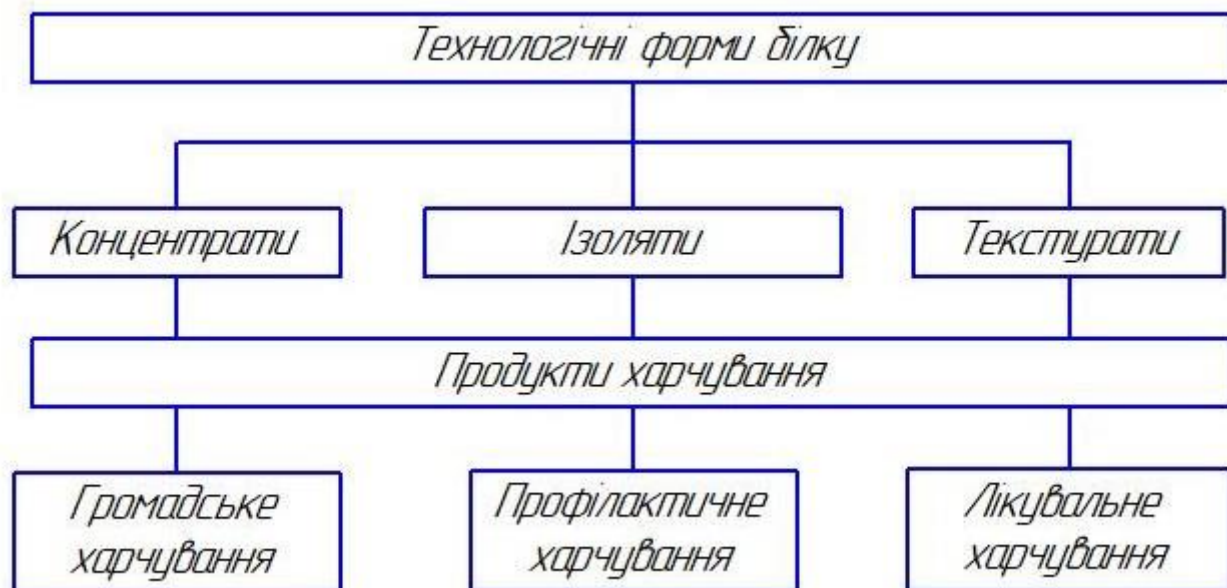 Технологічні форми білку
Концентрати
Ізоляти
Текстурати
Продукти харчування
Громадське
харчування
Профілактичне
харчування
Лікувальне
харчування